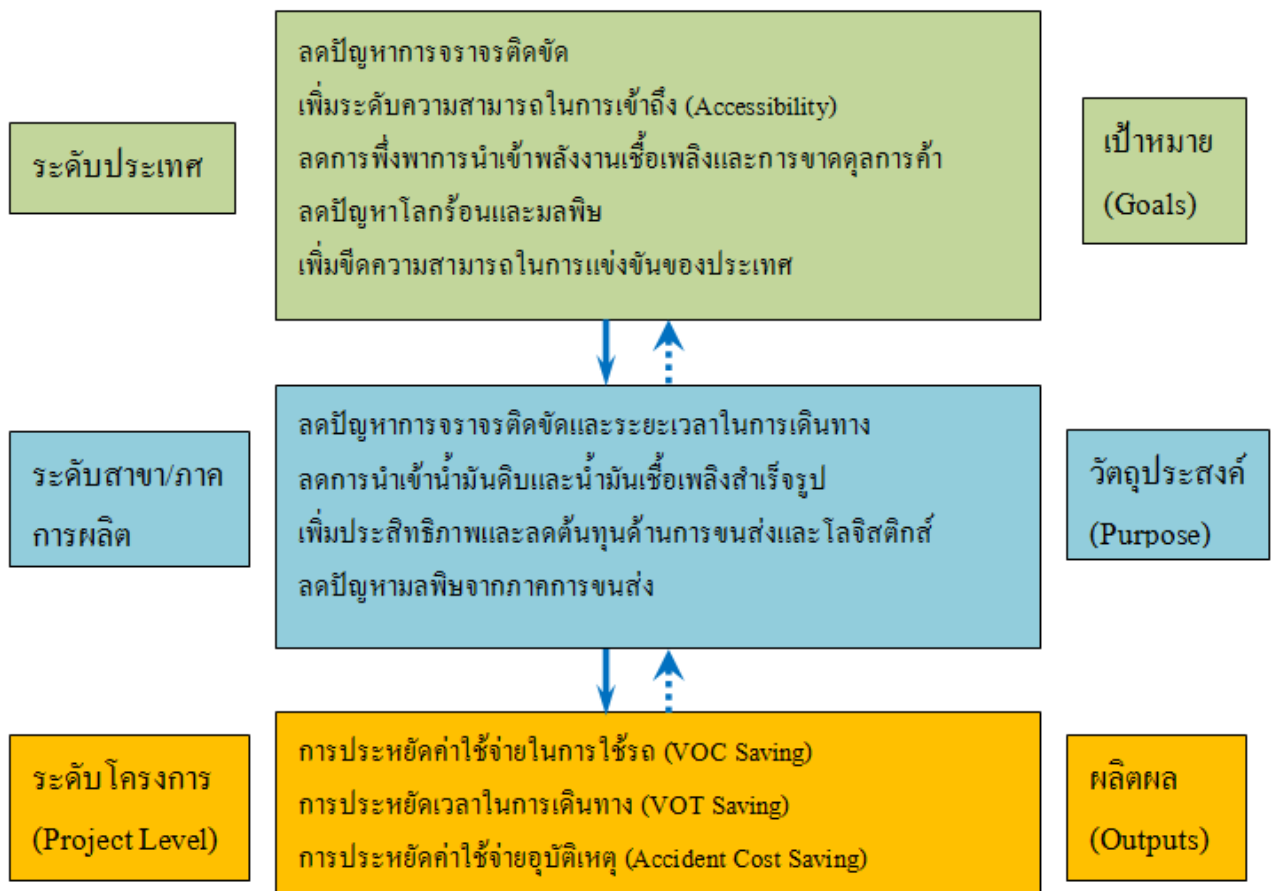 ระดับประเทศ
ลดปัญหาการจราจรติดขัด
เพิ่มระดับความสามารถในการเข้าถึง (Accessibility)
ลดการพึ่งพาการนำเข้าพลังงานเชื้อเพลิงและการขาดดุลการค้า
ลดปัญหาโลกร้อนและมลพิษ
เพิ่มขีดความสามารถในการแข่งขันของประเทศ
เป้าหมาย
(Goals)
ระดับสาขา/ภาค
การผลิต
ลดปัญหาการจราจรติดขัดและระยะเวลาในการเดินทาง
ลดการนำเข้าน้ำมันดิบและน้ำมันเชื้อเพลิงสำเร็จรูป
เพิ่มประสิทธิภาพและลดต้นทุนด้านการขนส่งและโลจิสติกส์
ลดปัญหามลพิษจากภาคการขนส่ง
วัตถุประสงค์
(Purpose)
ระดับโครงการ
(Project Level)
การประหยัดค่าใช้จ่ายในการใช้รถ (VOC Saving)
การประหยัดเวลาในการเดินทาง (VOT Saving)
การประหยัดค่าใช้จ่ายอุบัติเหตุ (Accident Cost Saving)
ผลิตผล
(Outputs)